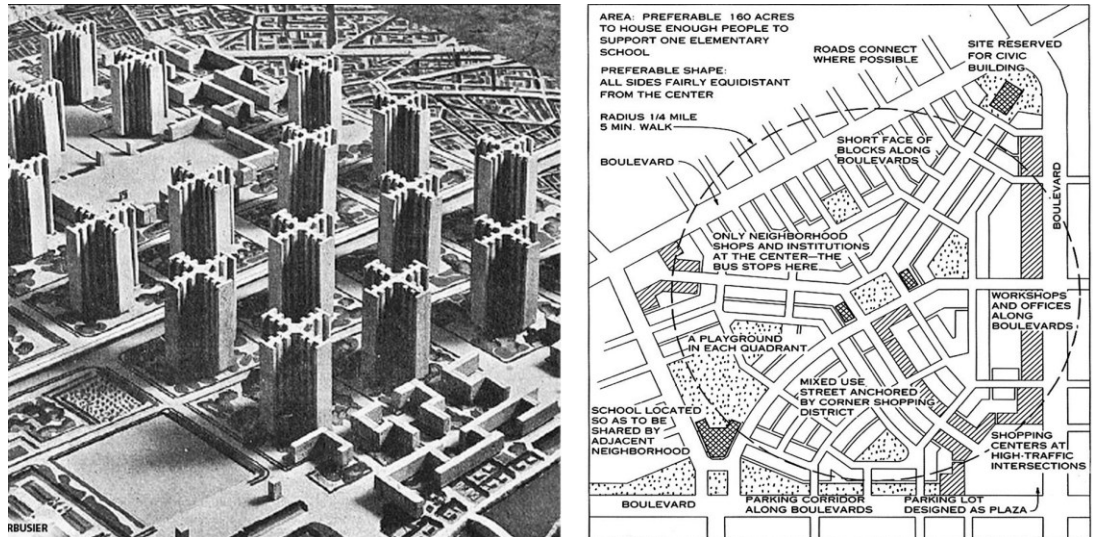 RBUSIER
AREA: PREFERABLE 160 ACRES
TO HOUSE ENOUGH PEOPLE TO
SUPPORT ONE ELEMENTARY
SCHOOL
PREFERABLE SHAPE:
ALL SIDES FAIRLY EQUIDISTANT
FROM THE CENTER
RADIUS 1/4 MILE
5 MIN. WALK
BOULEVARD
ROADS CONNECT
WHERE POSSIBLE
SITE RESERVED
FOR CIVIC
BUILDING
SHORT FACE OF
BLOCKS ALONG
BOULEVARDS
BOULEVARD
ONLY NEIGHBORHOOD
SHOPS AND INSTITUTIONS
AT THE CENTER—THE
BUS STOPS HERE
WORKSHOPS
AND OFFICES
ALONG
BOULEVARDS
A PLAYGROUND
IN EACH QUADRANT
MIXED USE
STREET ANCHORED
BY CORNER SHOPPING
DISTRICT
SCHOOL LOCATED
SO AS TO BE
SHARED BY
ADJACENT
NEIGHBORHOOD
SHOPPING
CENTERS AT
HIGH-TRAFFIC
INTERSECTIONS
BOULEVARD
PARKING CORRIDOR
ALONG BOULEVARDS
PARKING LOT
DESIGNED AS PLAZA